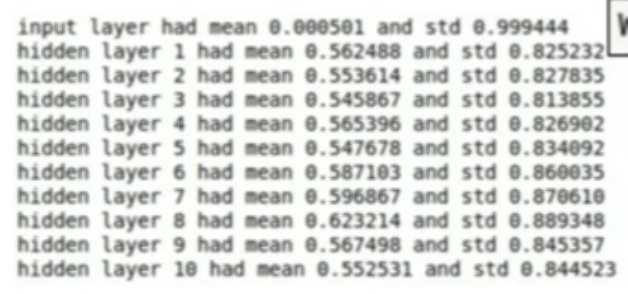 input layer had mean 0.000501 and std 0.999444
hidden layer 1 had mean 0.562488 and std 0.825232
hidden layer 2 had mean 0.553614 and std 0.827835
hidden layer 3 had mean 0.545867 and std 0.813855
hidden layer 4 had mean 0.565396 and std 0.826902
hidden layer 5 had mean 0.547678 and std 0.834092
hidden layer 6 had mean 0.587103 and std 0.860035
hidden layer 7 had mean 0.596867 and std 0.870610
hidden layer 8 had mean 0.623214 and std 0.889348
hidden layer 9 had mean 0.567498 and std 0.845357
hidden layer 10 had mean 0.552531 and std 0.844523